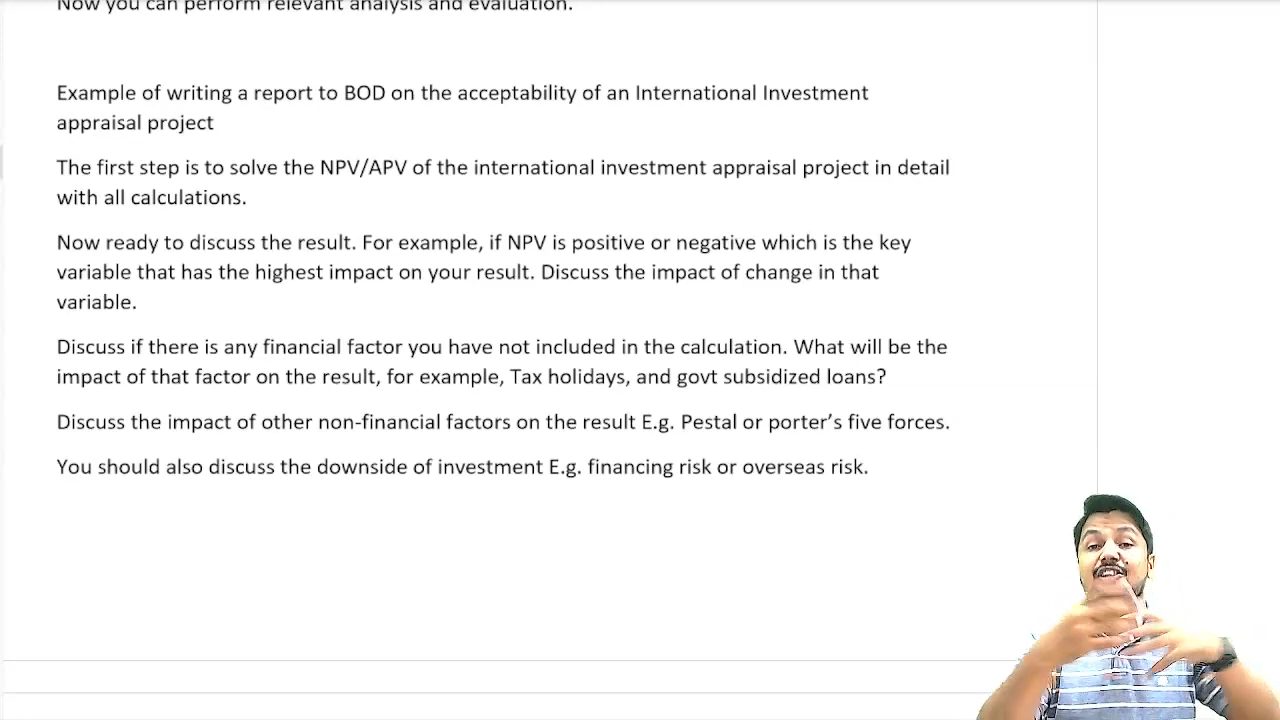 Now you can perform relevant analysis and evaluation.
Example of writing a report to BOD on the acceptability of an International Investment
appraisal project
The first step is to solve the NPV/APV of the international investment appraisal project in detail
with all calculations.
Now ready to discuss the result. For example, if NPV is positive or negative which is the key
variable that has the highest impact on your result. Discuss the impact of change in that
variable.
Discuss if there is any financial factor you have not included in the calculation. What will be the
impact of that factor on the result, for example, Tax holidays, and govt subsidized loans?
Discuss the impact of other non-financial factors on the result E.g. Pestal or porter’s five forces.
You should also discuss the downside of investment E.g. financing risk or overseas risk.